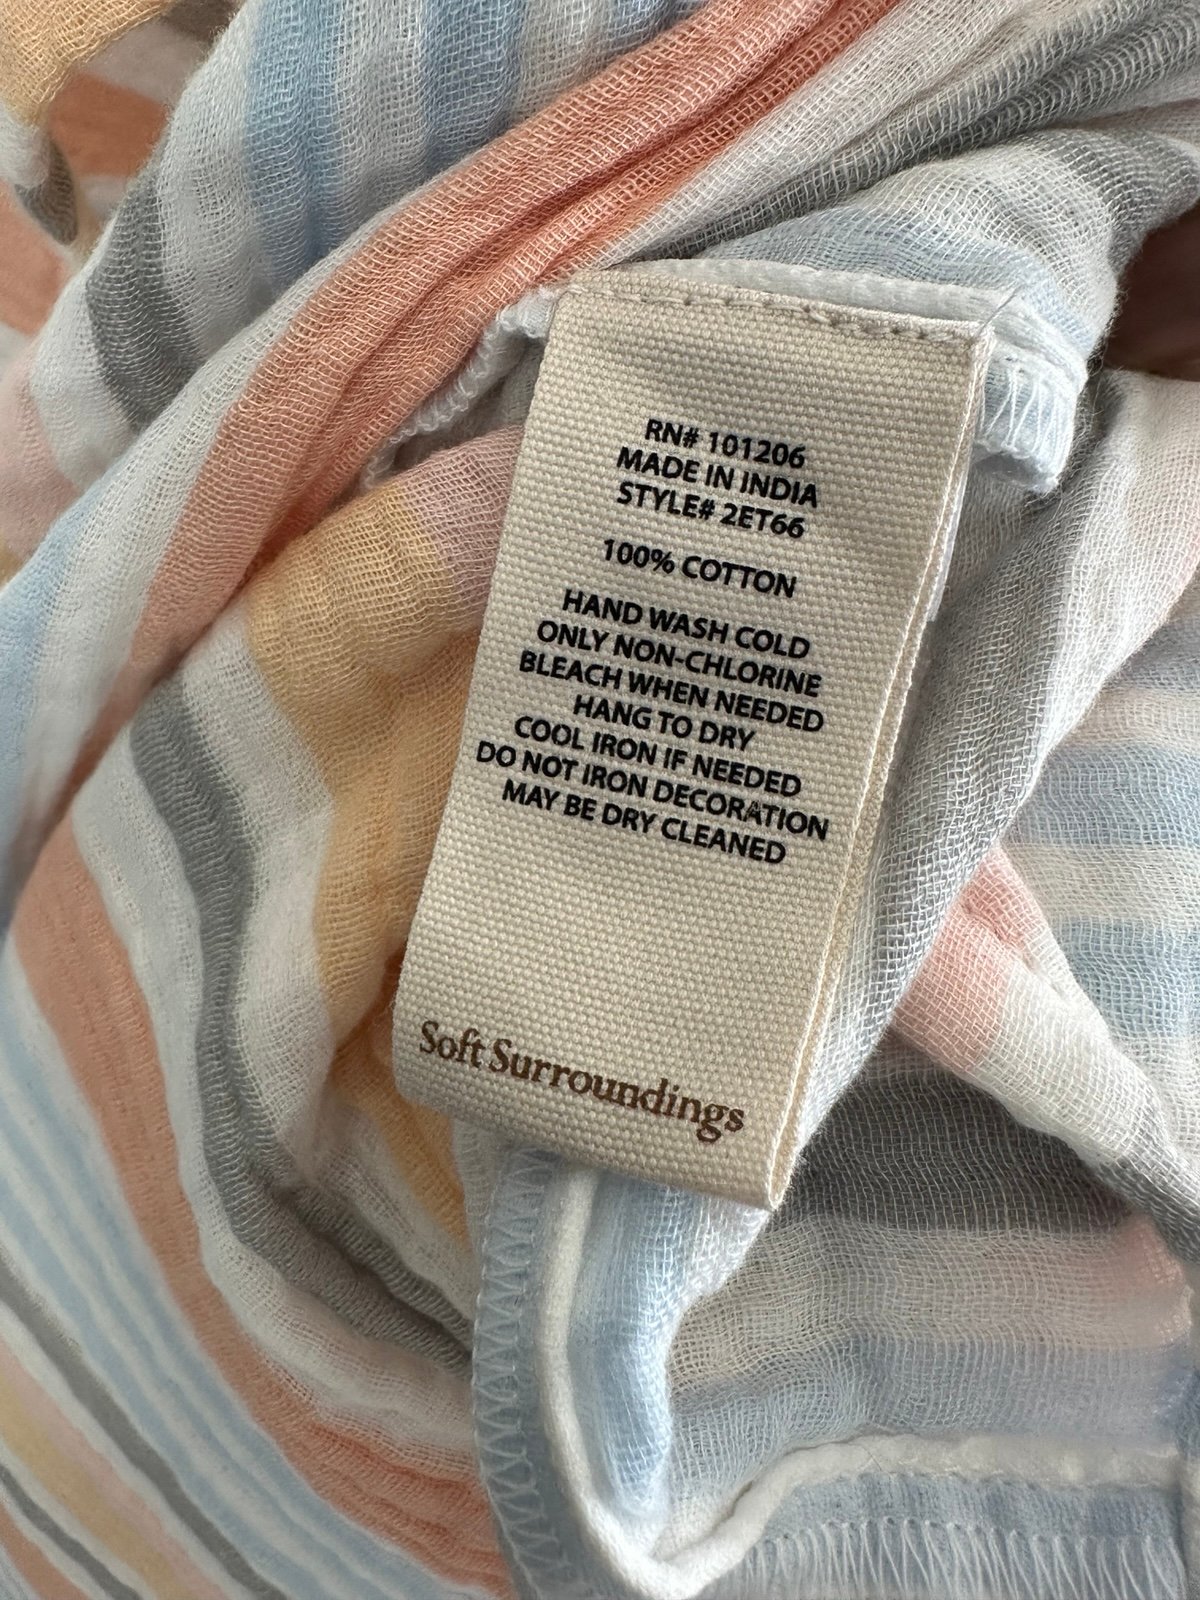 RN# 101206
MADE IN INDIA
STYLE# 2ET66
100% COTTON
HAND WASH COLD
ONLY NON-CHLORINE
BLEACH WHEN NEEDED
HANG TO DRY
COOL IRON IF NEEDED
DO NOT IRON DECORATION
MAY BE DRY CLEANED
Soft Surroundings